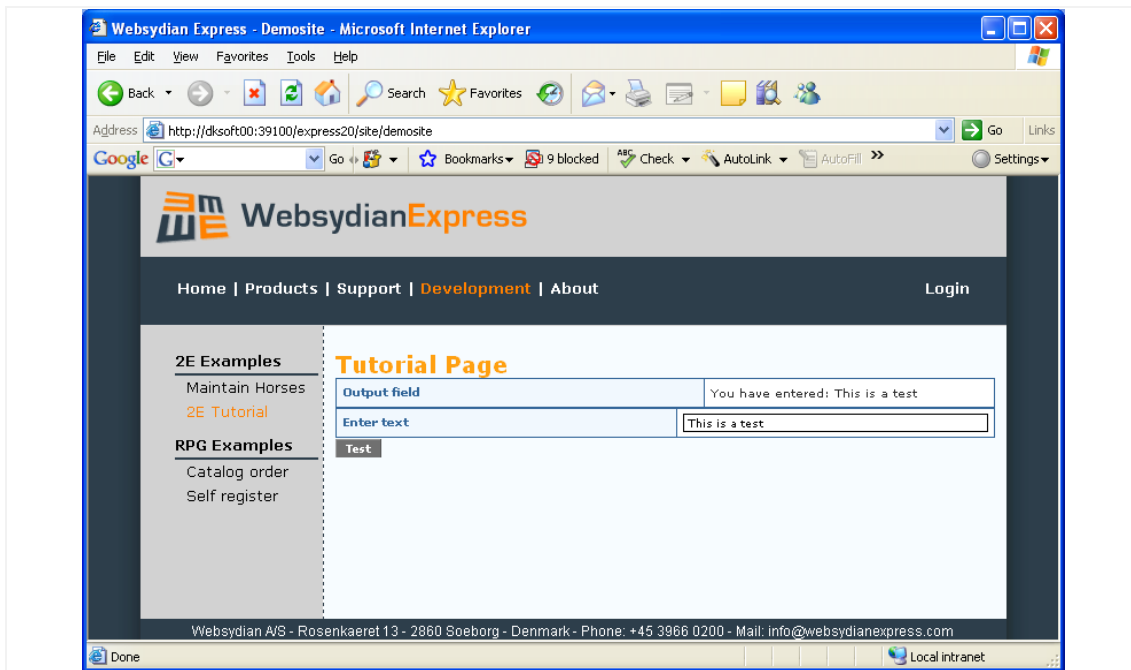 Websydian Express - Demosite - Microsoft Internet Explorer
File Edit View Favorites Tools Help
Back Search Favorites
Address http://dksoft00:39100/express20/site/demosite Go Links
Google G Go Bookmarks 9 blocked ABC Check AutoLink AutoFill » Settings
WebsydianExpress
Home | Products | Support | Development | About Login
2E Examples
Maintain Horses
2E Tutorial
RPG Examples
Catalog order
Self register
Tutorial Page
Output field You have entered: This is a test
Enter text This is a test
Test
Websydian A/S - Rosenkaeret 13 - 2860 Soeborg - Denmark - Phone: +45 3966 0200 - Mail: info@websydianexpress.com
Done Local intranet